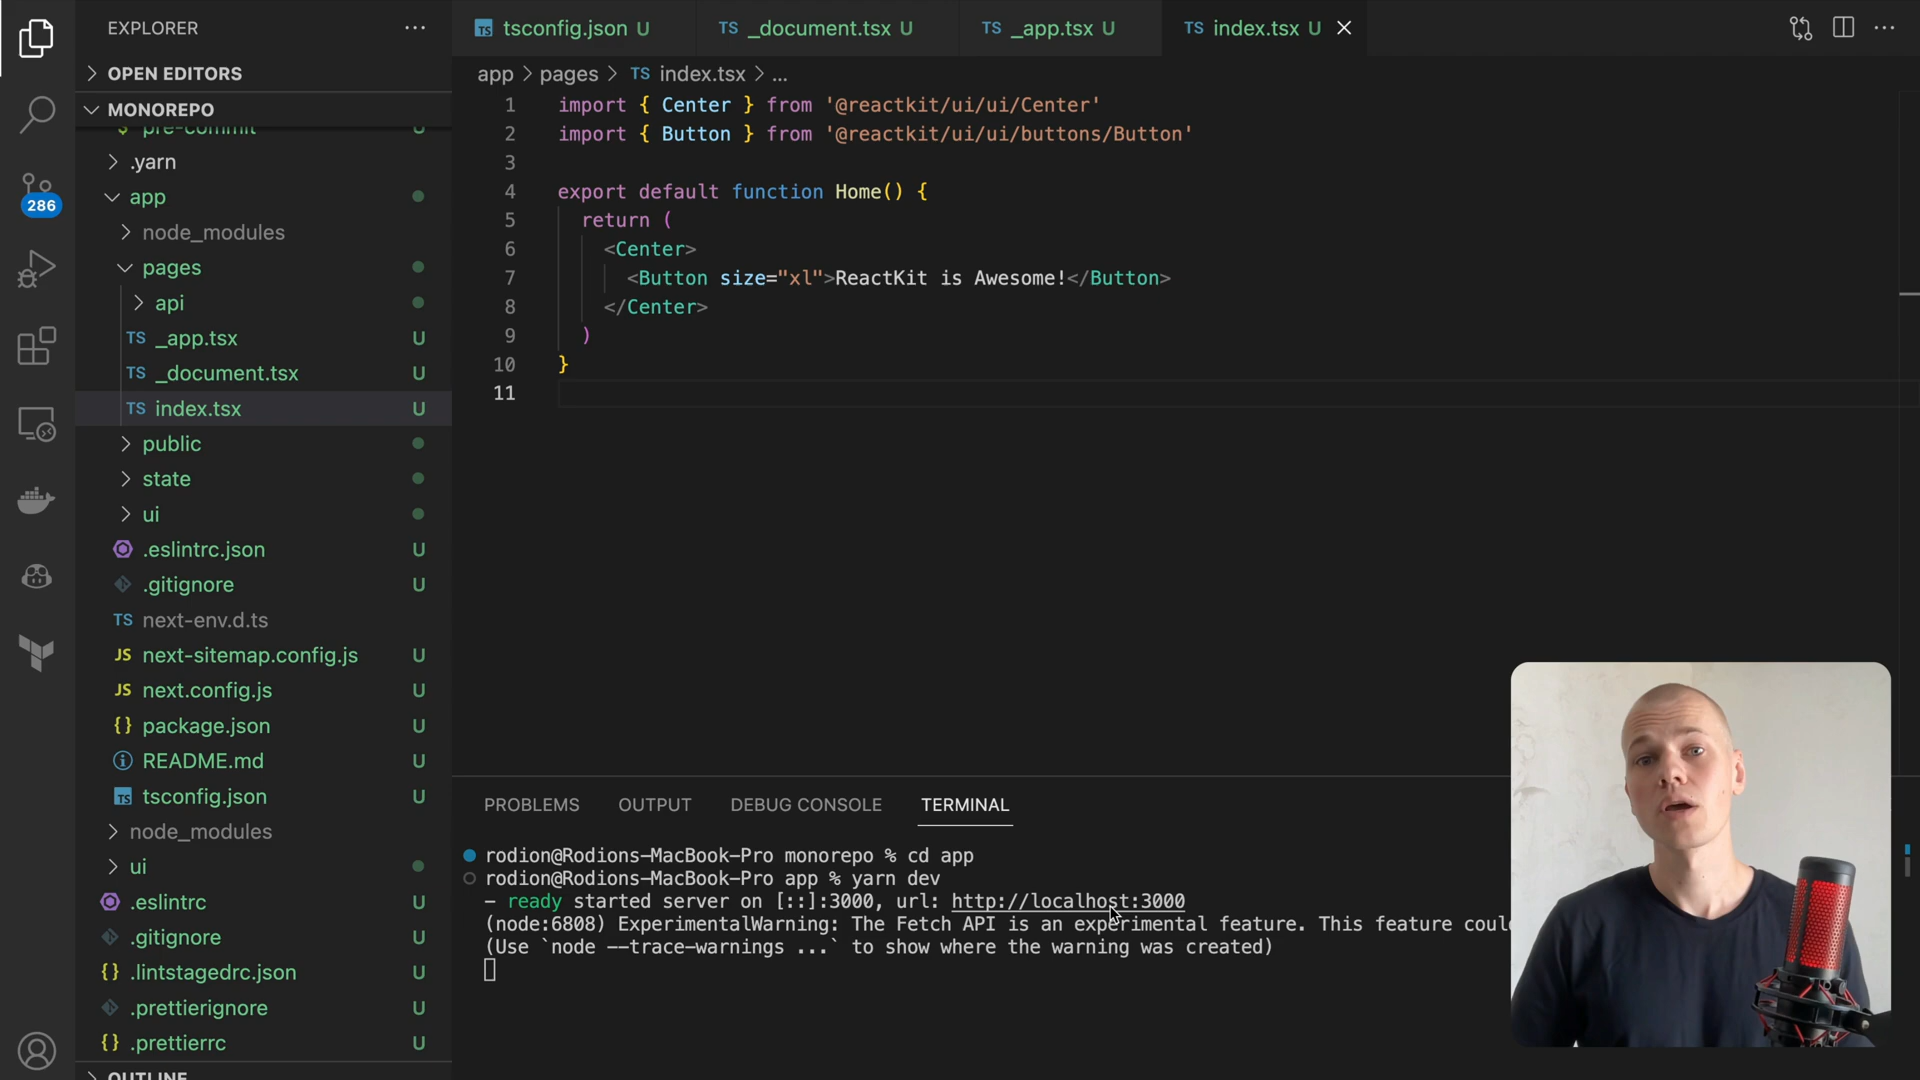 EXPLORER
OPEN EDITORS
MONOREPO
pre-commit U
.yarn
app
node_modules
pages
api
TS _app.tsx U
TS _document.tsx U
TS index.tsx U
public
state
ui
.eslintrc.json U
.gitignore U
TS next-env.d.ts
JS next-sitemap.config.js U
JS next.config.js U
{} package.json U
README.md U
TS tsconfig.json U
node_modules
ui
.eslintrc U
.gitignore U
{} .lintstagedrc.json U
.prettierignore U
{} .prettierrc U
OUTLINE
286
TS tsconfig.json U
TS _document.tsx U
TS _app.tsx U
TS index.tsx U
app > pages > TS index.tsx > ...
1 import { Center } from '@reactkit/ui/ui/Center'
2 import { Button } from '@reactkit/ui/ui/buttons/Button'
3
4 export default function Home() {
5 return (
6 <Center>
7 <Button size="xl">ReactKit is Awesome!</Button>
8 </Center>
9 )
10 }
11
PROBLEMS OUTPUT DEBUG CONSOLE TERMINAL
rodion@Rodions-MacBook-Pro monorepo % cd app
rodion@Rodions-MacBook-Pro app % yarn dev
- ready started server on [::]:3000, url: http://localhost:3000
(node:6808) ExperimentalWarning: The Fetch API is an experimental feature. This feature
(Use `node --trace-warnings ...` to show where the warning was created)